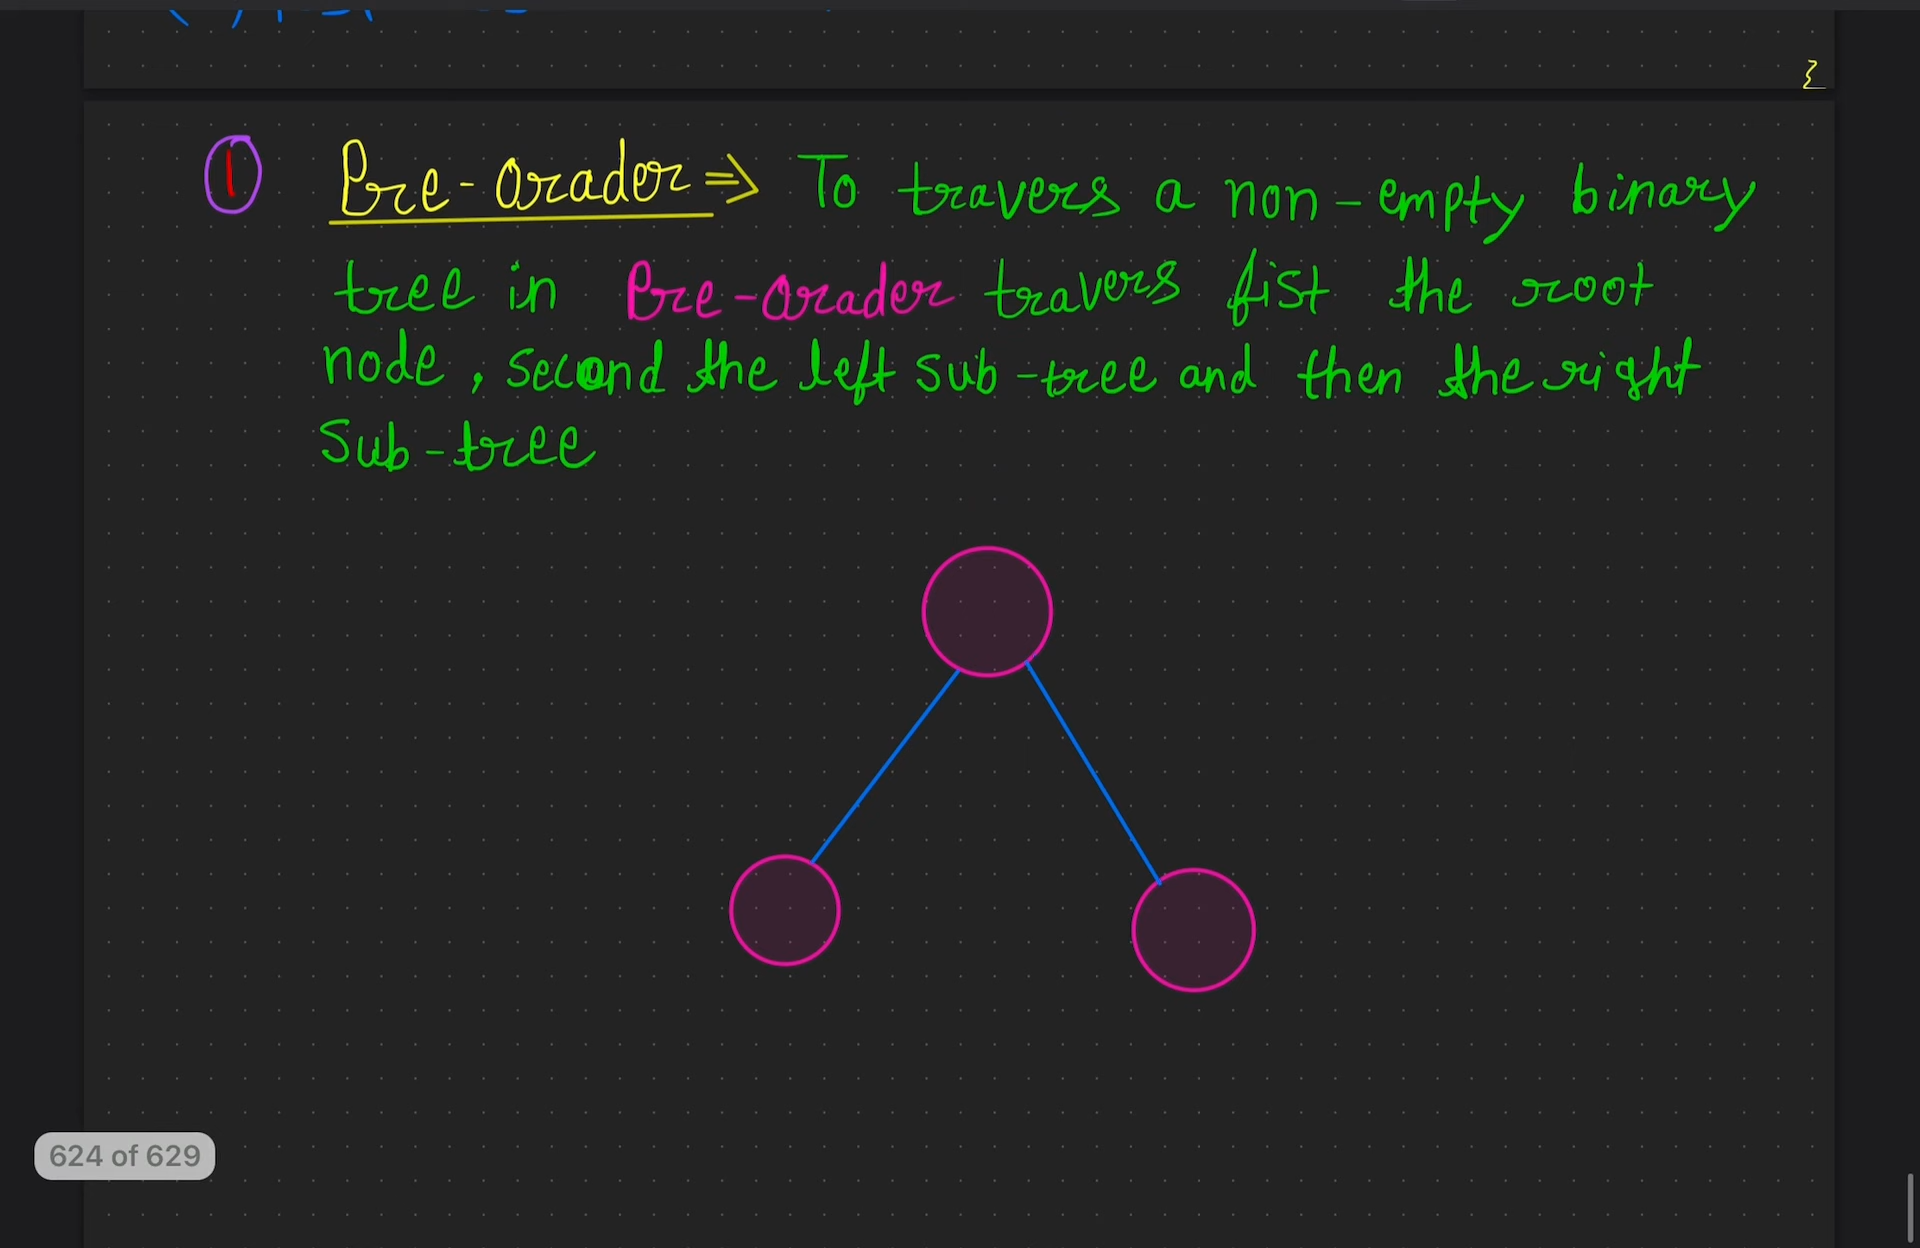 2
① Pre-Orader ⇒ To travers a non-empty binary
tree in Pre-Orader travers fist the root
node, second the left sub-tree and then the right
Sub-tree
624 of 629